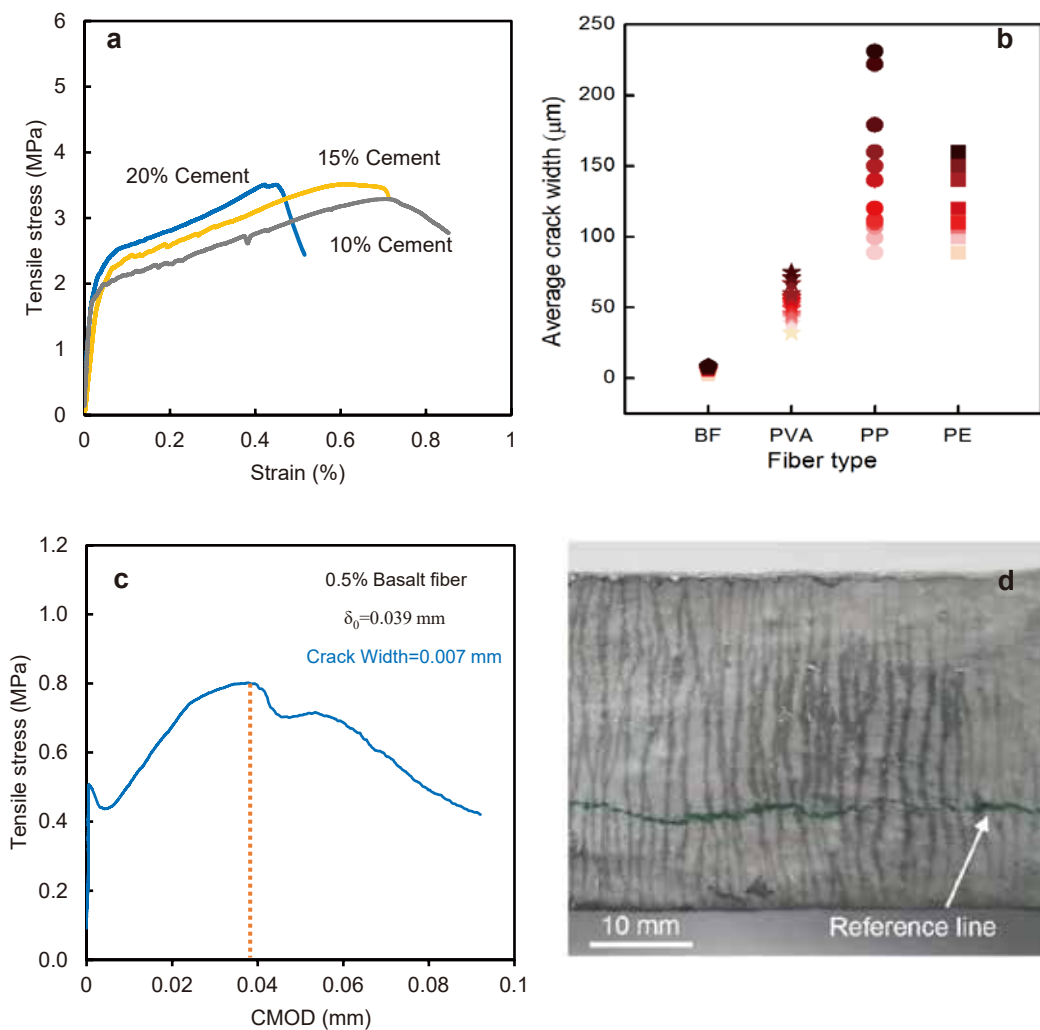 a
6
5
4
3
2
1
0
Tensile stress (MPa)
20% Cement
15% Cement
10% Cement
0
0.2
0.4
0.6
0.8
1
Strain (%)
b
250
200
150
100
50
0
Average crack width (μm)
BF
PVA
PP
PE
Fiber type
c
1.2
1.0
0.8
0.6
0.4
0.2
0.0
Tensile stress (MPa)
0.5% Basalt fiber
δ₀=0.039 mm
Crack Width=0.007 mm
0
0.02
0.04
0.06
0.08
0.1
CMOD (mm)
d
10 mm
Reference line